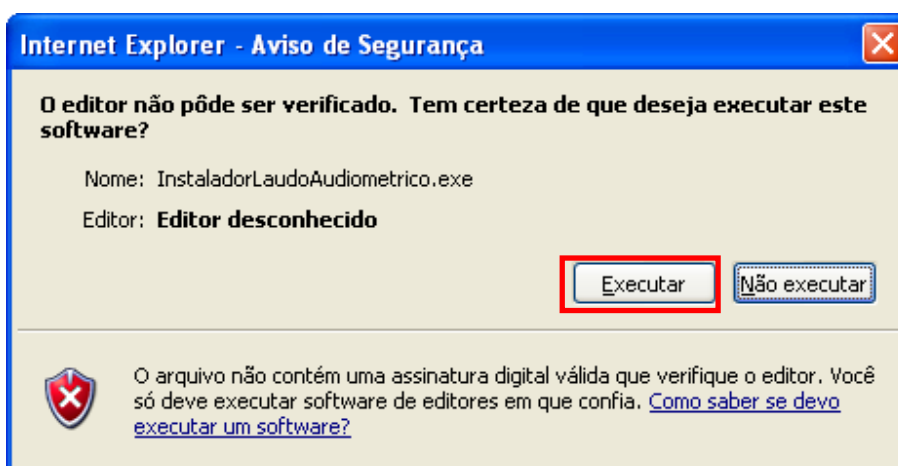 Internet Explorer - Aviso de Segurança
O editor não pôde ser verificado. Tem certeza de que deseja executar este
software?
Nome: InstaladorLaudoAudiometrico.exe
Editor: Editor desconhecido
Executar Não executar
O arquivo não contém uma assinatura digital válida que verifique o editor. Você
só deve executar software de editores em que confia. Como saber se devo
executar um software?